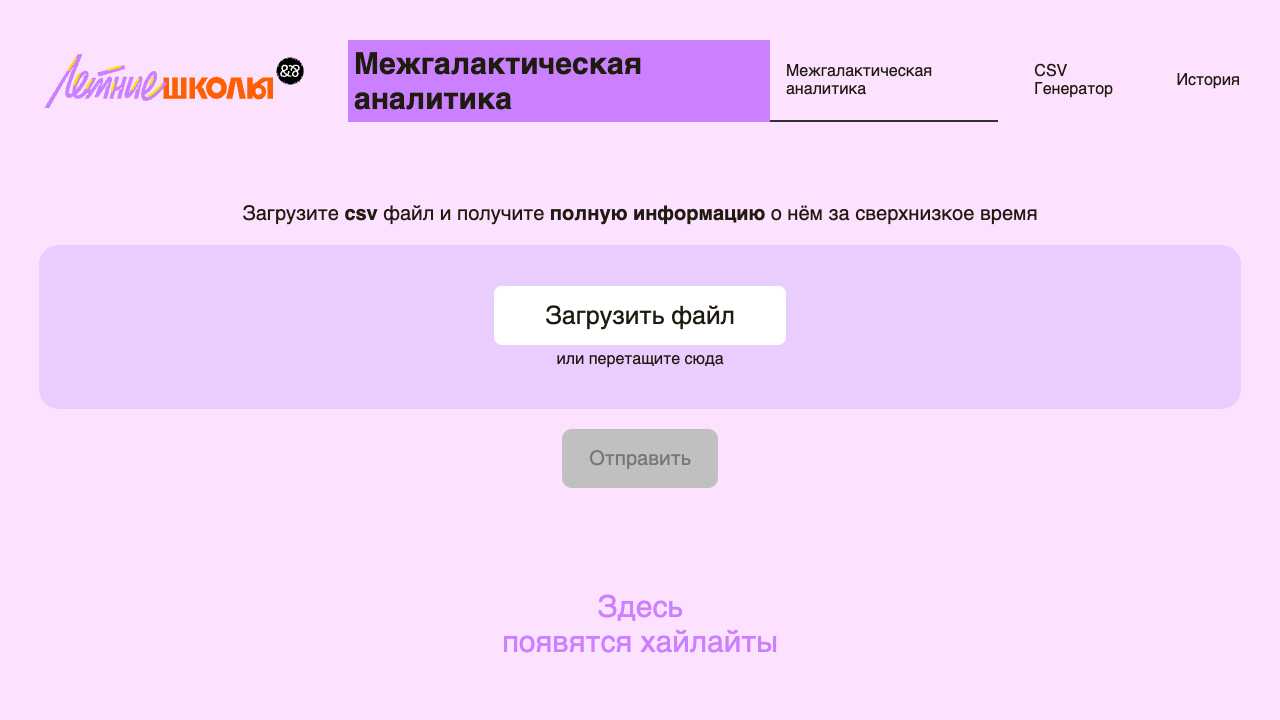 Летние школы
Межгалактическая
аналитика
Межгалактическая
аналитика
CSV
Генератор
История
Загрузите csv файл и получите полную информацию о нём за сверхнизкое время
Загрузить файл
или перетащите сюда
Отправить
Здесь
появятся хайлайты